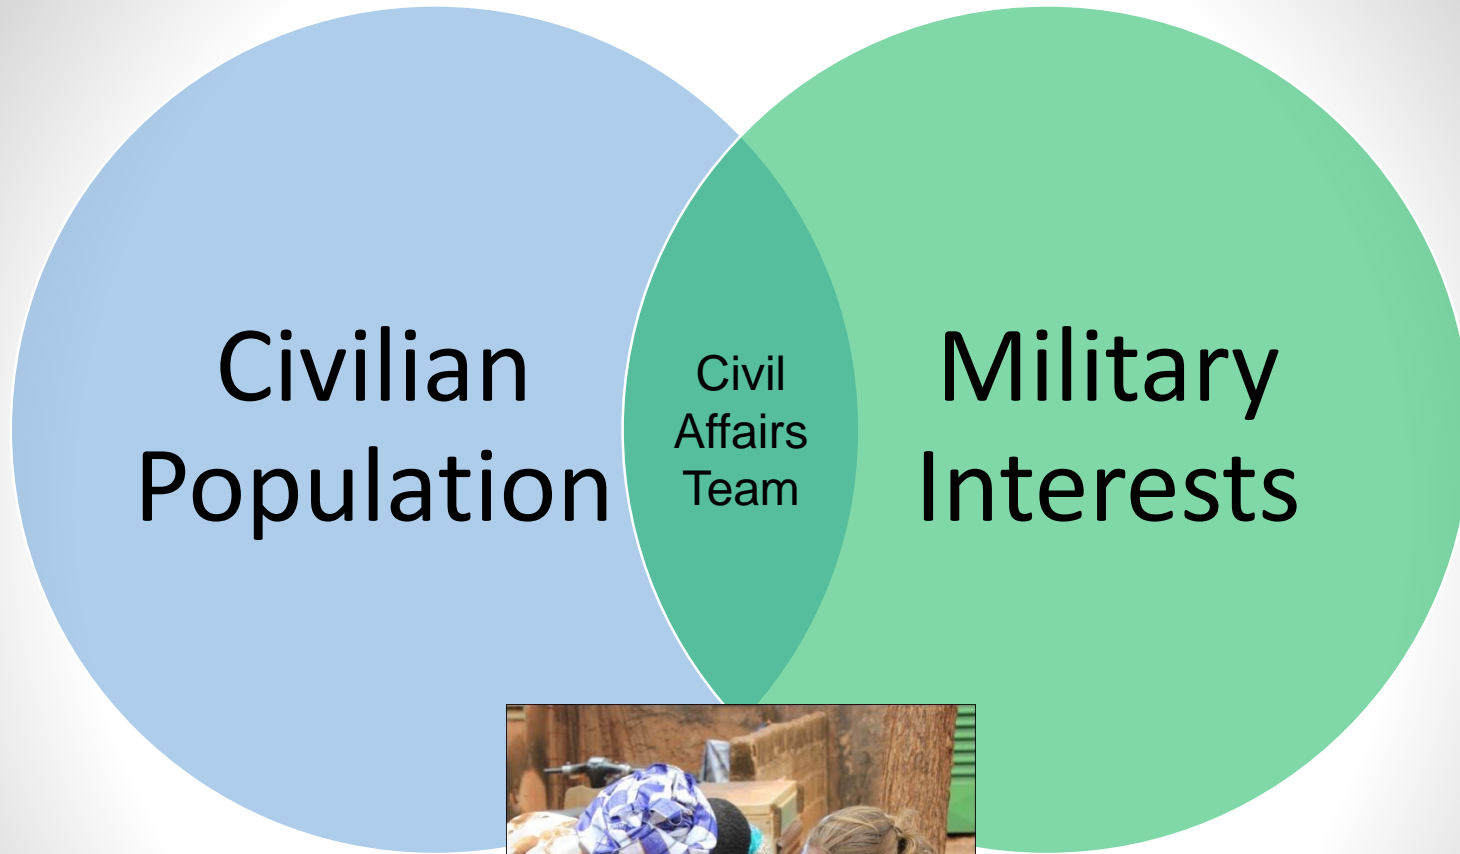 Civilian
Population
Civil
Affairs
Team
Military
Interests